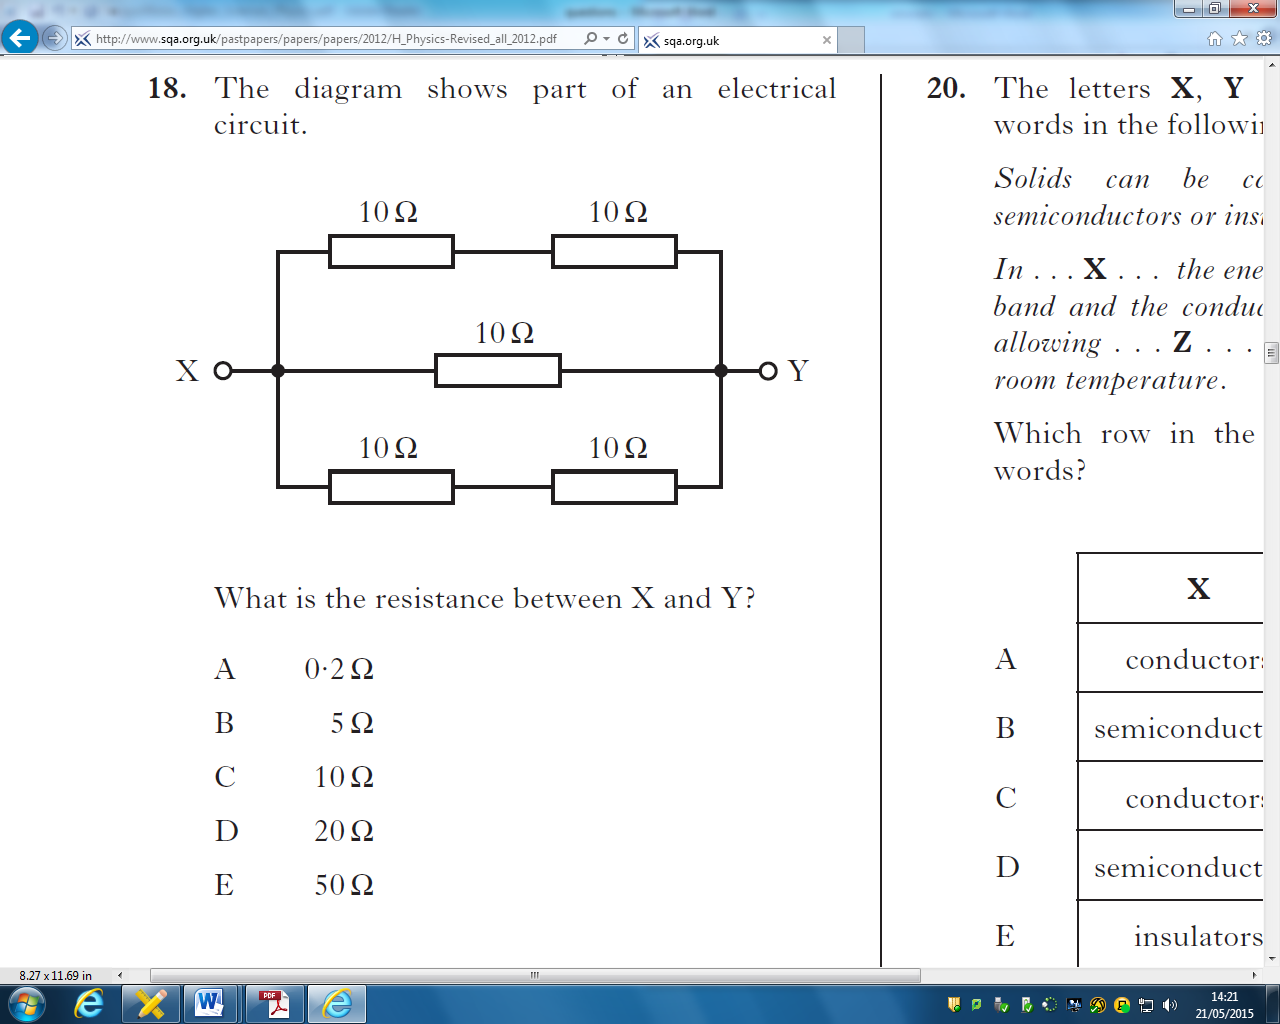 http://www.sqa.org.uk/pastpapers/papers/papers/2012/H_Physics-Revised_all_2012.pdf
sqa.org.uk
18. The diagram shows part of an electrical
circuit.
10 Ω 10 Ω
10 Ω
X Y
10 Ω 10 Ω
What is the resistance between X and Y?
A 0·2 Ω
B 5 Ω
C 10 Ω
D 20 Ω
E 50 Ω
20. The letters X, Y
words in the followi
Solids can be c
semiconductors or ins
In . . . X . . . the ene
band and the condu
allowing . . . Z . . .
room temperature.
Which row in the
words?
X
A conductors
B semiconduct
C conductors
D semiconduct
E insulators
8.27 x 11.69 in
14:21
21/05/2015